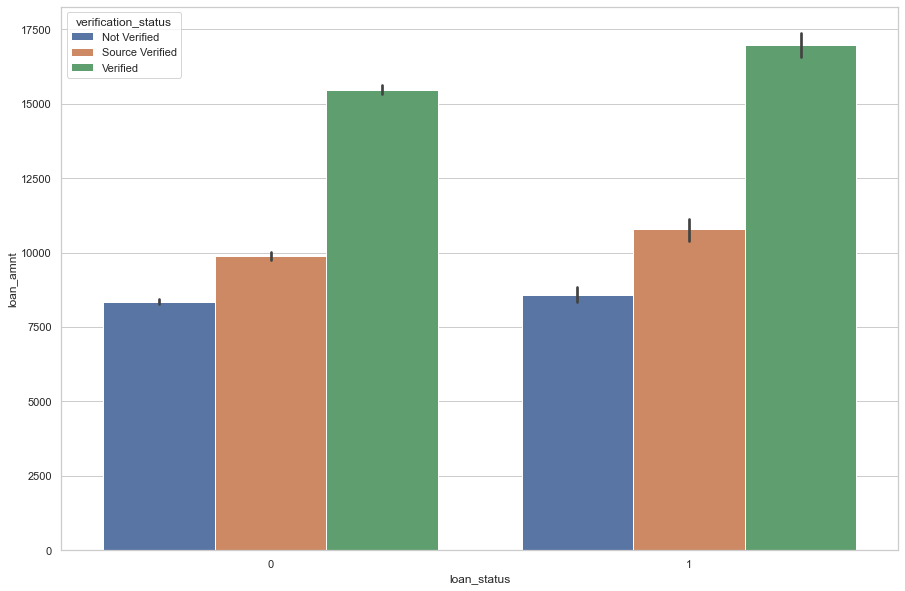 verification_status
Not Verified
Source Verified
Verified
17500
15000
12500
10000
7500
5000
2500
0
loan_amnt
0
1
loan_status